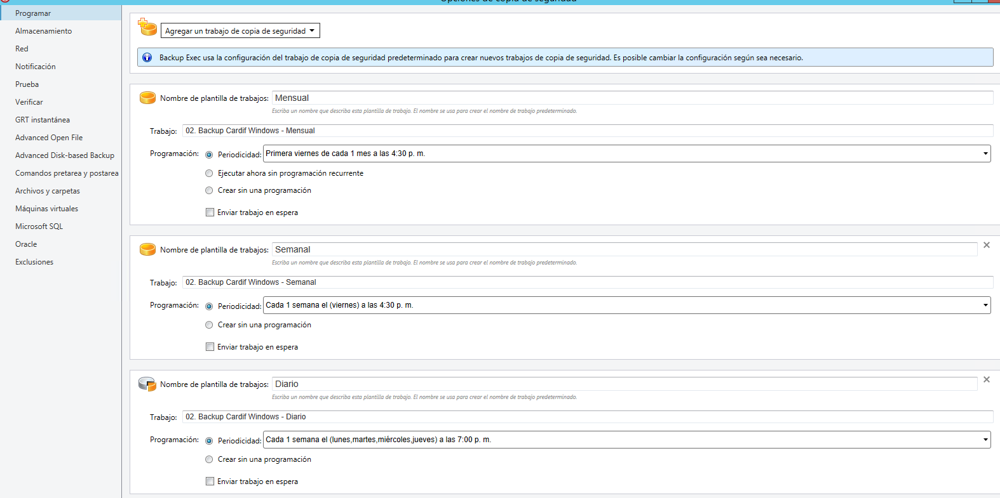 Opciones de copia de seguridad
Programar
Almacenamiento
Red
Notificación
Prueba
Verificar
GRT instantánea
Advanced Open File
Advanced Disk-based Backup
Comandos pretarea y postarea
Archivos y carpetas
Máquinas virtuales
Microsoft SQL
Oracle
Exclusiones
Agregar un trabajo de copia de seguridad
Backup Exec usa la configuración del trabajo de copia de seguridad predeterminado para crear nuevos trabajos de copia de seguridad. Es posible cambiar la configuración según sea necesario.
Nombre de plantilla de trabajos: Mensual
Escriba un nombre que describa esta plantilla de trabajo. El nombre se usa para crear el nombre de trabajo predeterminado.
Trabajo: 02. Backup Cardif Windows - Mensual
Programación: Periodicidad: Primera viernes de cada 1 mes a las 4:30 p. m.
Ejecutar ahora sin programación recurrente
Crear sin una programación
Enviar trabajo en espera
Nombre de plantilla de trabajos: Semanal
Escriba un nombre que describa esta plantilla de trabajo. El nombre se usa para crear el nombre de trabajo predeterminado.
Trabajo: 02. Backup Cardif Windows - Semanal
Programación: Periodicidad: Cada 1 semana el (viernes) a las 4:30 p. m.
Crear sin una programación
Enviar trabajo en espera
Nombre de plantilla de trabajos: Diario
Escriba un nombre que describa esta plantilla de trabajo. El nombre se usa para crear el nombre de trabajo predeterminado.
Trabajo: 02. Backup Cardif Windows - Diario
Programación: Periodicidad: Cada 1 semana el (lunes,martes,miércoles,jueves) a las 7:00 p. m.
Crear sin una programación
Enviar trabajo en espera